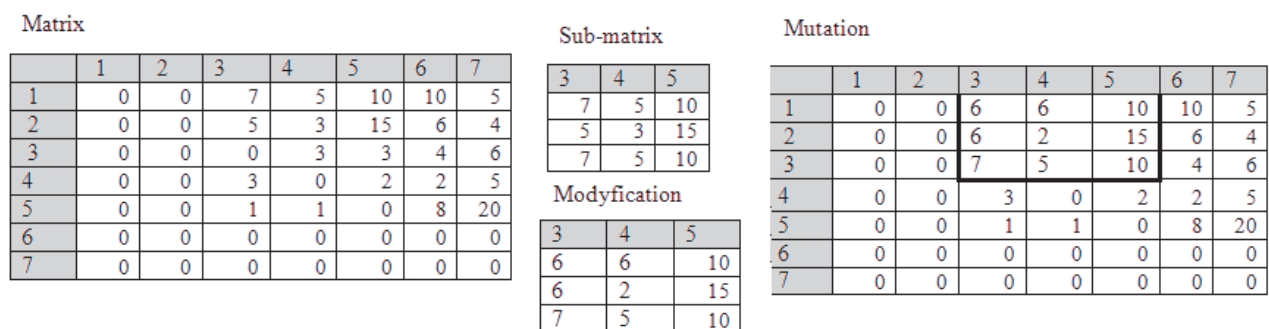 Matrix
1 2 3 4 5 6 7
1 0 0 7 5 10 10 5
2 0 0 5 3 15 6 4
3 0 0 0 3 3 4 6
4 0 0 3 0 2 2 5
5 0 0 1 1 0 8 20
6 0 0 0 0 0 0 0
7 0 0 0 0 0 0 0
Sub-matrix
3 4 5
7 5 10
5 3 15
7 5 10
Modyfication
3 4 5
6 6 10
6 2 15
7 5 10
Mutation
1 2 3 4 5 6 7
1 0 0 6 6 10 10 5
2 0 0 6 2 15 6 4
3 0 0 7 5 10 4 6
4 0 0 3 0 2 2 5
5 0 0 1 1 0 8 20
6 0 0 0 0 0 0 0
7 0 0 0 0 0 0 0